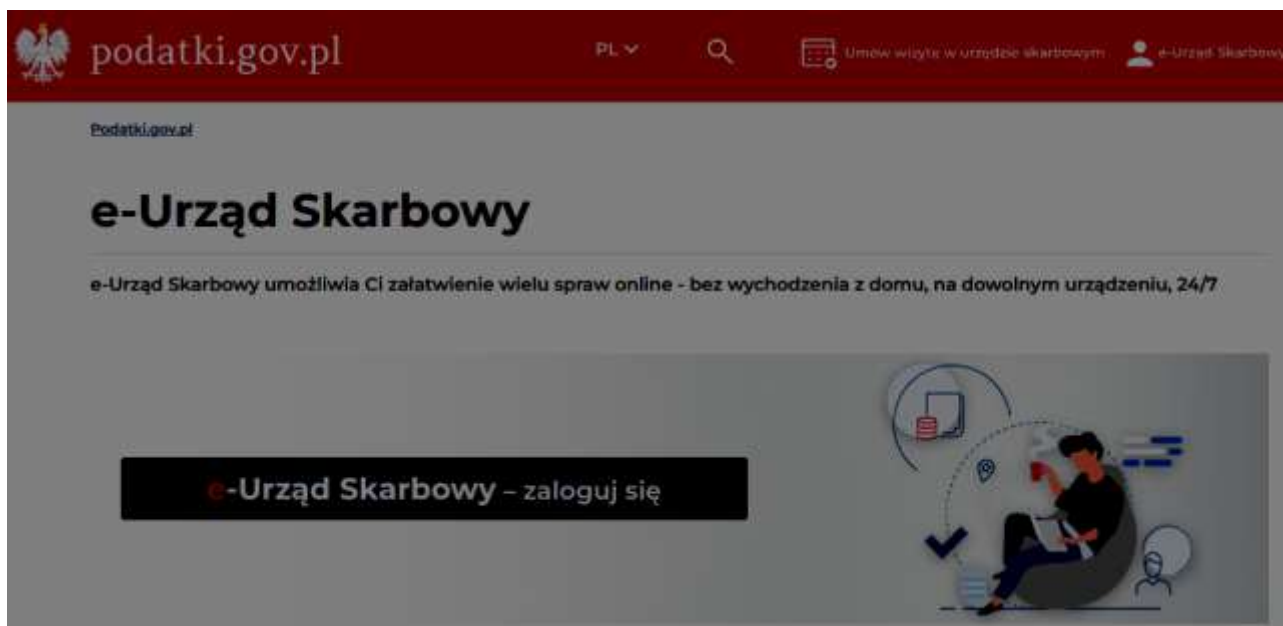 podatki.gov.pl
PL
Umów wizytę w urzędzie skarbowym
e-Urząd Skarbowy
Podatki.gov.pl
e-Urząd Skarbowy
e-Urząd Skarbowy umożliwia Ci załatwienie wielu spraw online - bez wychodzenia z domu, na dowolnym urządzeniu, 24/7
e-Urząd Skarbowy – zaloguj się